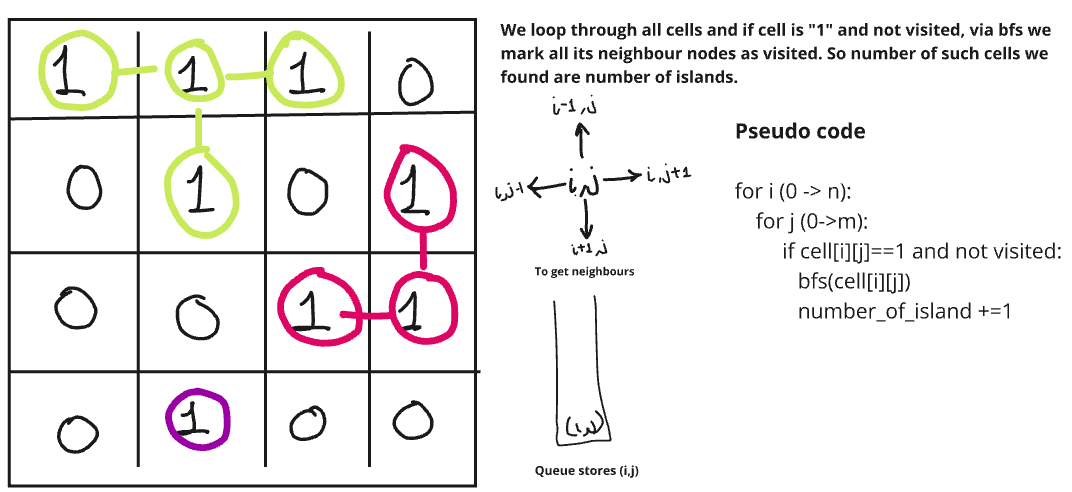 1 1 1 0
0 1 0 1
0 0 1 1
0 1 0 0
We loop through all cells and if cell is "1" and not visited, via bfs we
mark all its neighbour nodes as visited. So number of such cells we
found are number of islands.
i-1,j
i,j-1 i,j i,j+1
i+1,j
To get neighbours
(i,j)
Queue stores (i,j)
Pseudo code
for i (0 -> n):
for j (0->m):
if cell[i][j]==1 and not visited:
bfs(cell[i][j])
number_of_island +=1